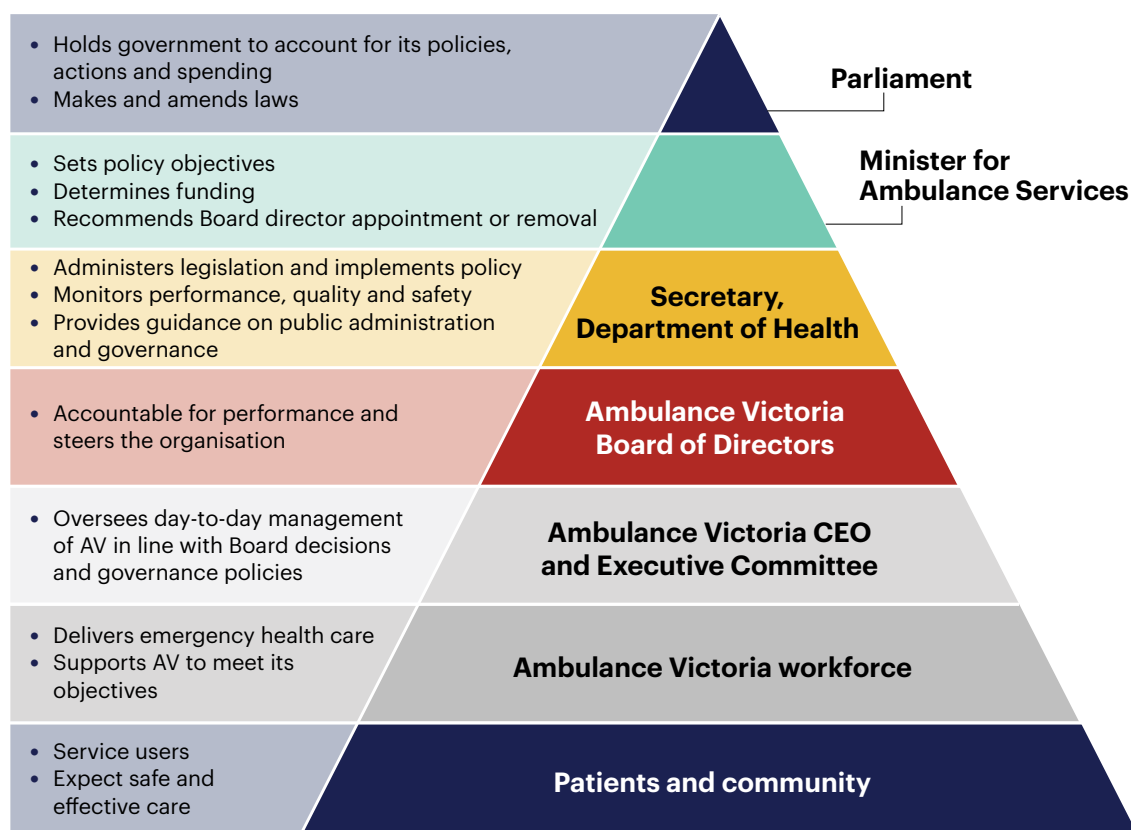 • Holds government to account for its policies,
actions and spending
• Makes and amends laws
Parliament
• Sets policy objectives
• Determines funding
• Recommends Board director appointment or removal
Minister for
Ambulance Services
• Administers legislation and implements policy
• Monitors performance, quality and safety
• Provides guidance on public administration
and governance
Secretary,
Department of Health
• Accountable for performance and
steers the organisation
Ambulance Victoria
Board of Directors
• Oversees day-to-day management
of AV in line with Board decisions
and governance policies
Ambulance Victoria CEO
and Executive Committee
• Delivers emergency health care
• Supports AV to meet its
objectives
Ambulance Victoria workforce
• Service users
• Expect safe and
effective care
Patients and community